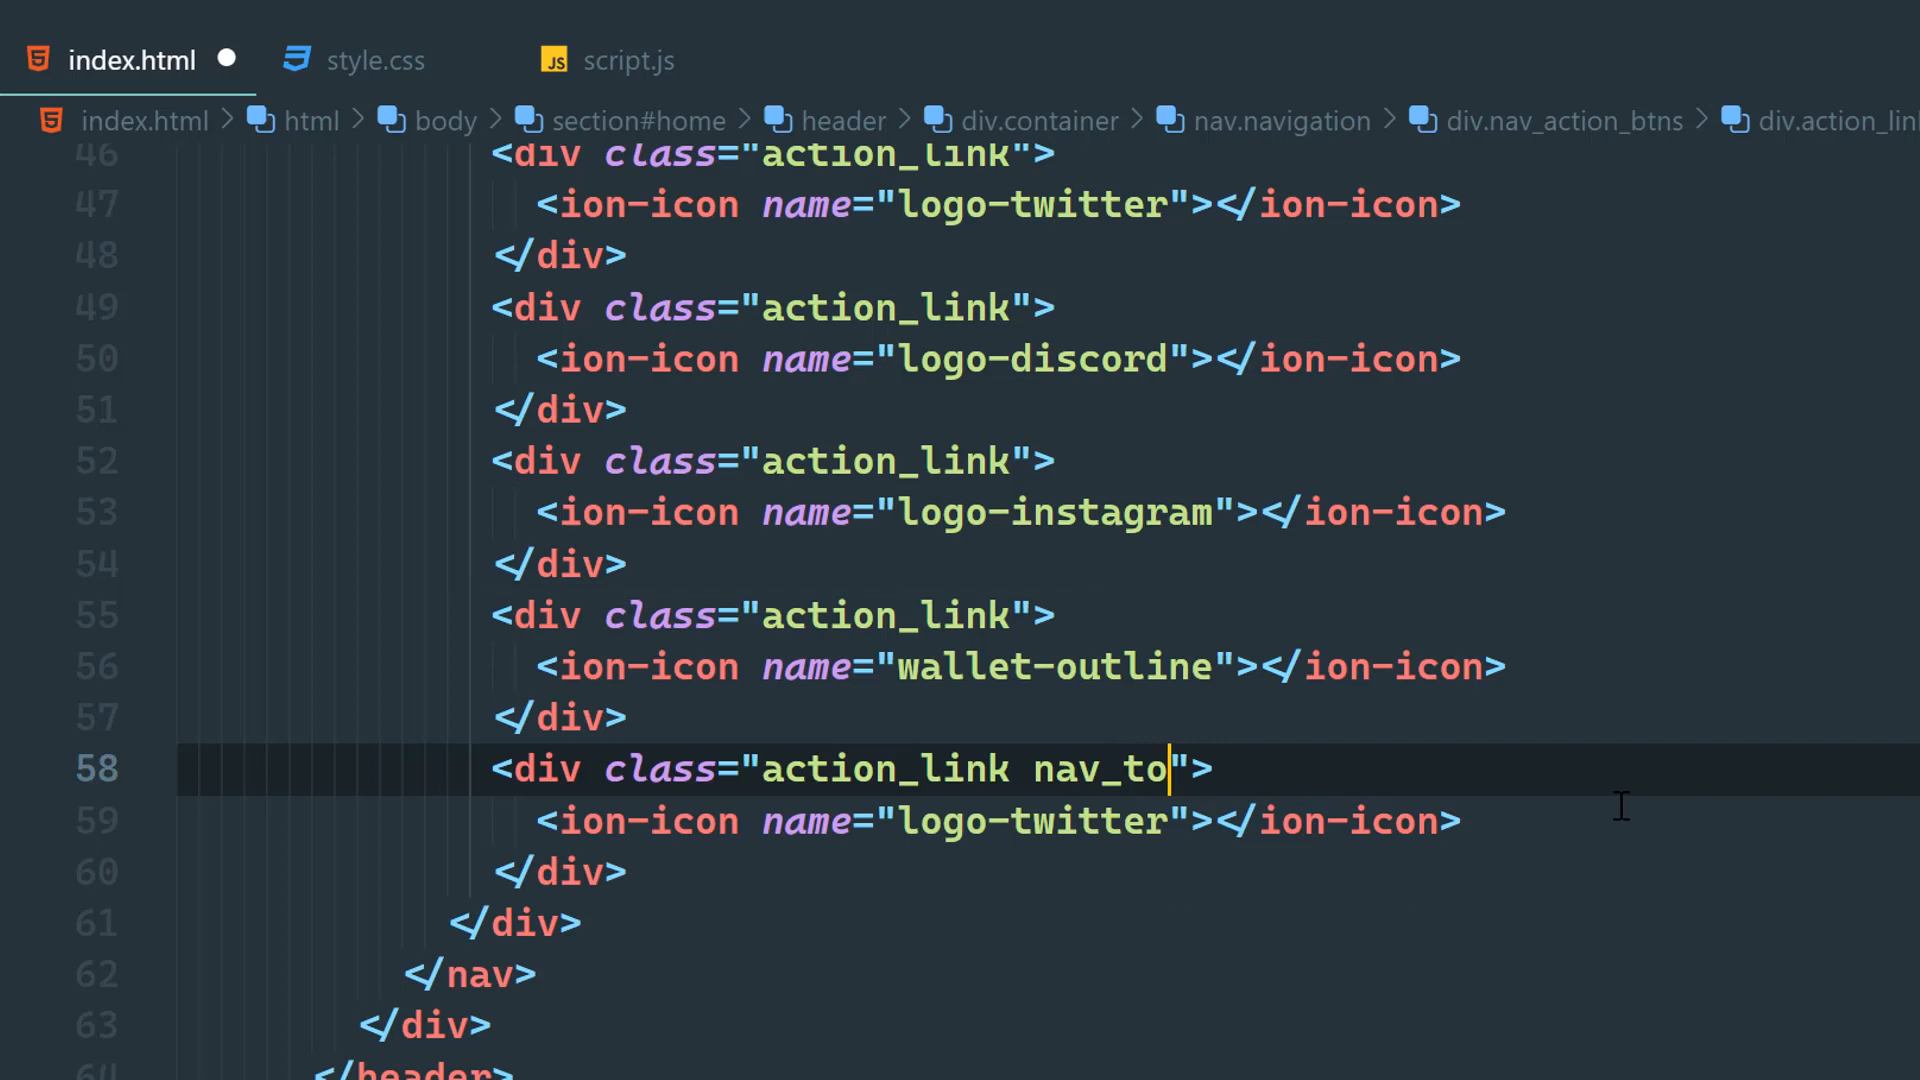 index.html
style.css
JS script.js
index.html > html > body > section#home > header > div.container > nav.navigation > div.nav_action_btns > div.action_lin
46 <div class="action_link">
47 <ion-icon name="logo-twitter"></ion-icon>
48 </div>
49 <div class="action_link">
50 <ion-icon name="logo-discord"></ion-icon>
51 </div>
52 <div class="action_link">
53 <ion-icon name="logo-instagram"></ion-icon>
54 </div>
55 <div class="action_link">
56 <ion-icon name="wallet-outline"></ion-icon>
57 </div>
58 <div class="action_link nav_to">
59 <ion-icon name="logo-twitter"></ion-icon>
60 </div>
61 </div>
62 </nav>
63 </div>
64 </header>